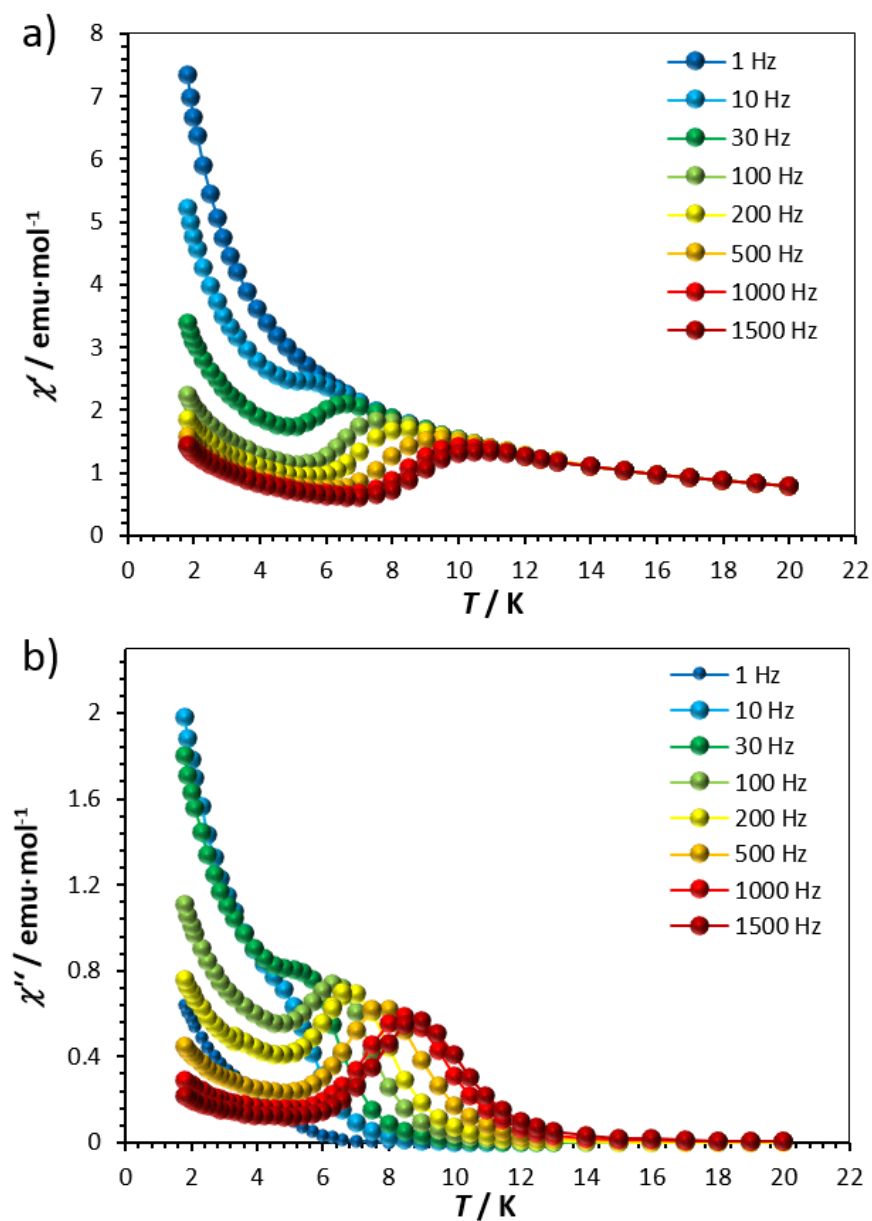 a)
8
7
6
5
4
3
2
1
0
χ′ / emu·mol⁻¹
1 Hz
10 Hz
30 Hz
100 Hz
200 Hz
500 Hz
1000 Hz
1500 Hz
0 2 4 6 8 10 12 14 16 18 20 22
T / K
b)
2
1.6
1.2
0.8
0.4
0
χ′′ / emu·mol⁻¹
1 Hz
10 Hz
30 Hz
100 Hz
200 Hz
500 Hz
1000 Hz
1500 Hz
0 2 4 6 8 10 12 14 16 18 20 22
T / K